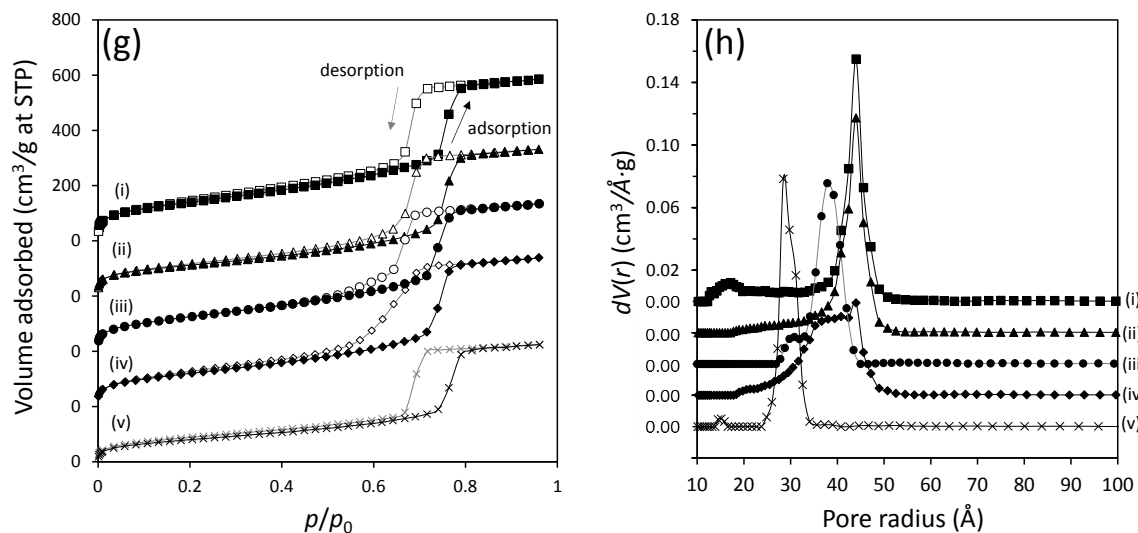 (g)
Volume adsorbed (cm³/g at STP)
800
600
400
200
0
0
0
0
0
desorption
adsorption
(i)
(ii)
(iii)
(iv)
(v)
0
0.2
0.4
0.6
0.8
1
p/p₀
(h)
dV(r) (cm³/Å·g)
0.18
0.14
0.10
0.06
0.02
0.00
0.00
0.00
0.00
0.00
(i)
(ii)
(iii
(iv
(v)
10
20
30
40
50
60
70
80
90
100
Pore radius (Å)